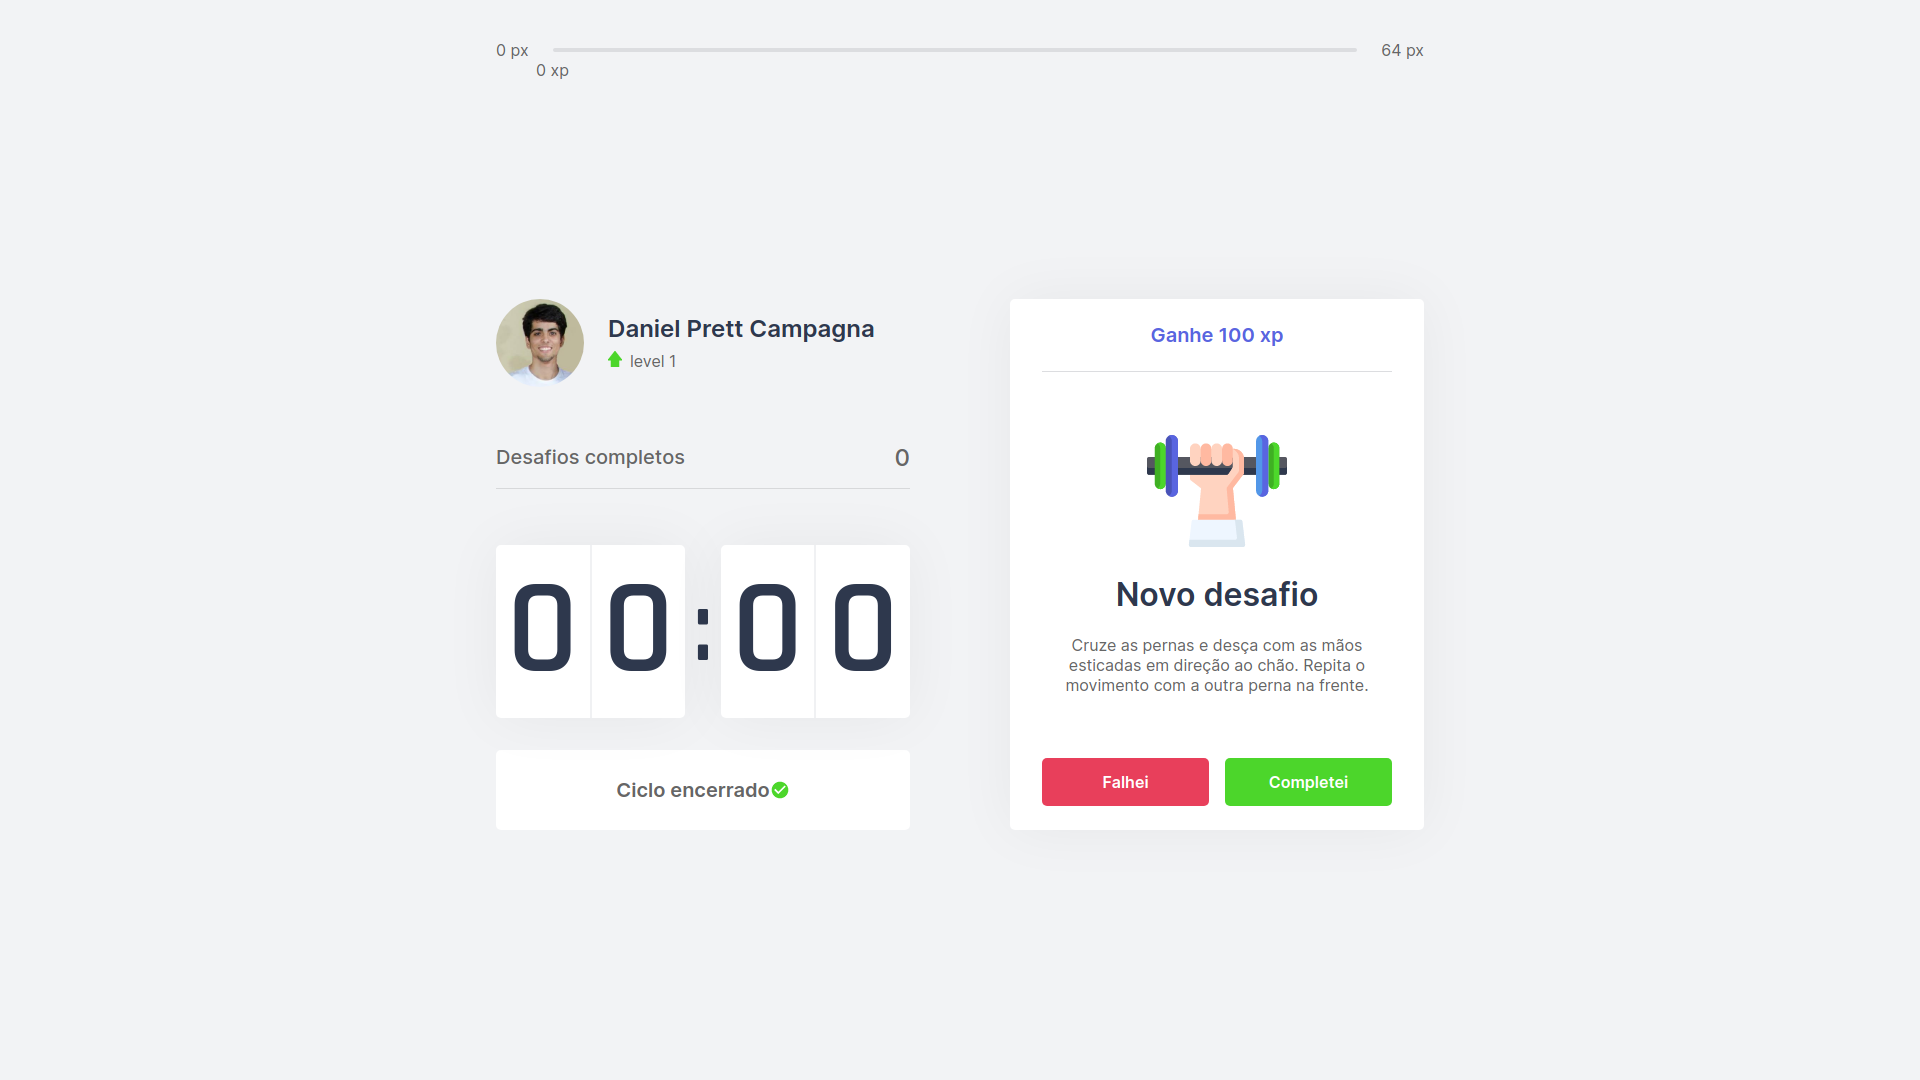 0 px
64 px
0 xp
Daniel Prett Campagna
level 1
Desafios completos
0
00:00
Ciclo encerrado
Ganhe 100 xp
Novo desafio
Cruze as pernas e desça com as mãos
esticadas em direção ao chão. Repita o
movimento com a outra perna na frente.
Falhei
Completei